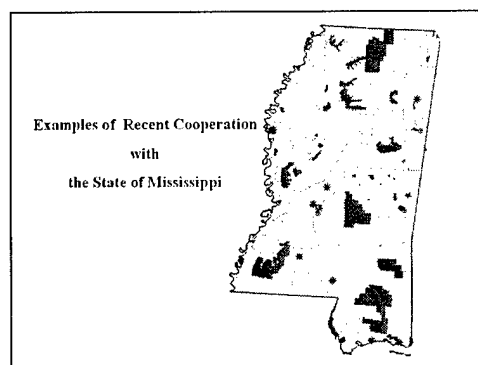 Examples of Recent Cooperation
with
the State of Mississippi